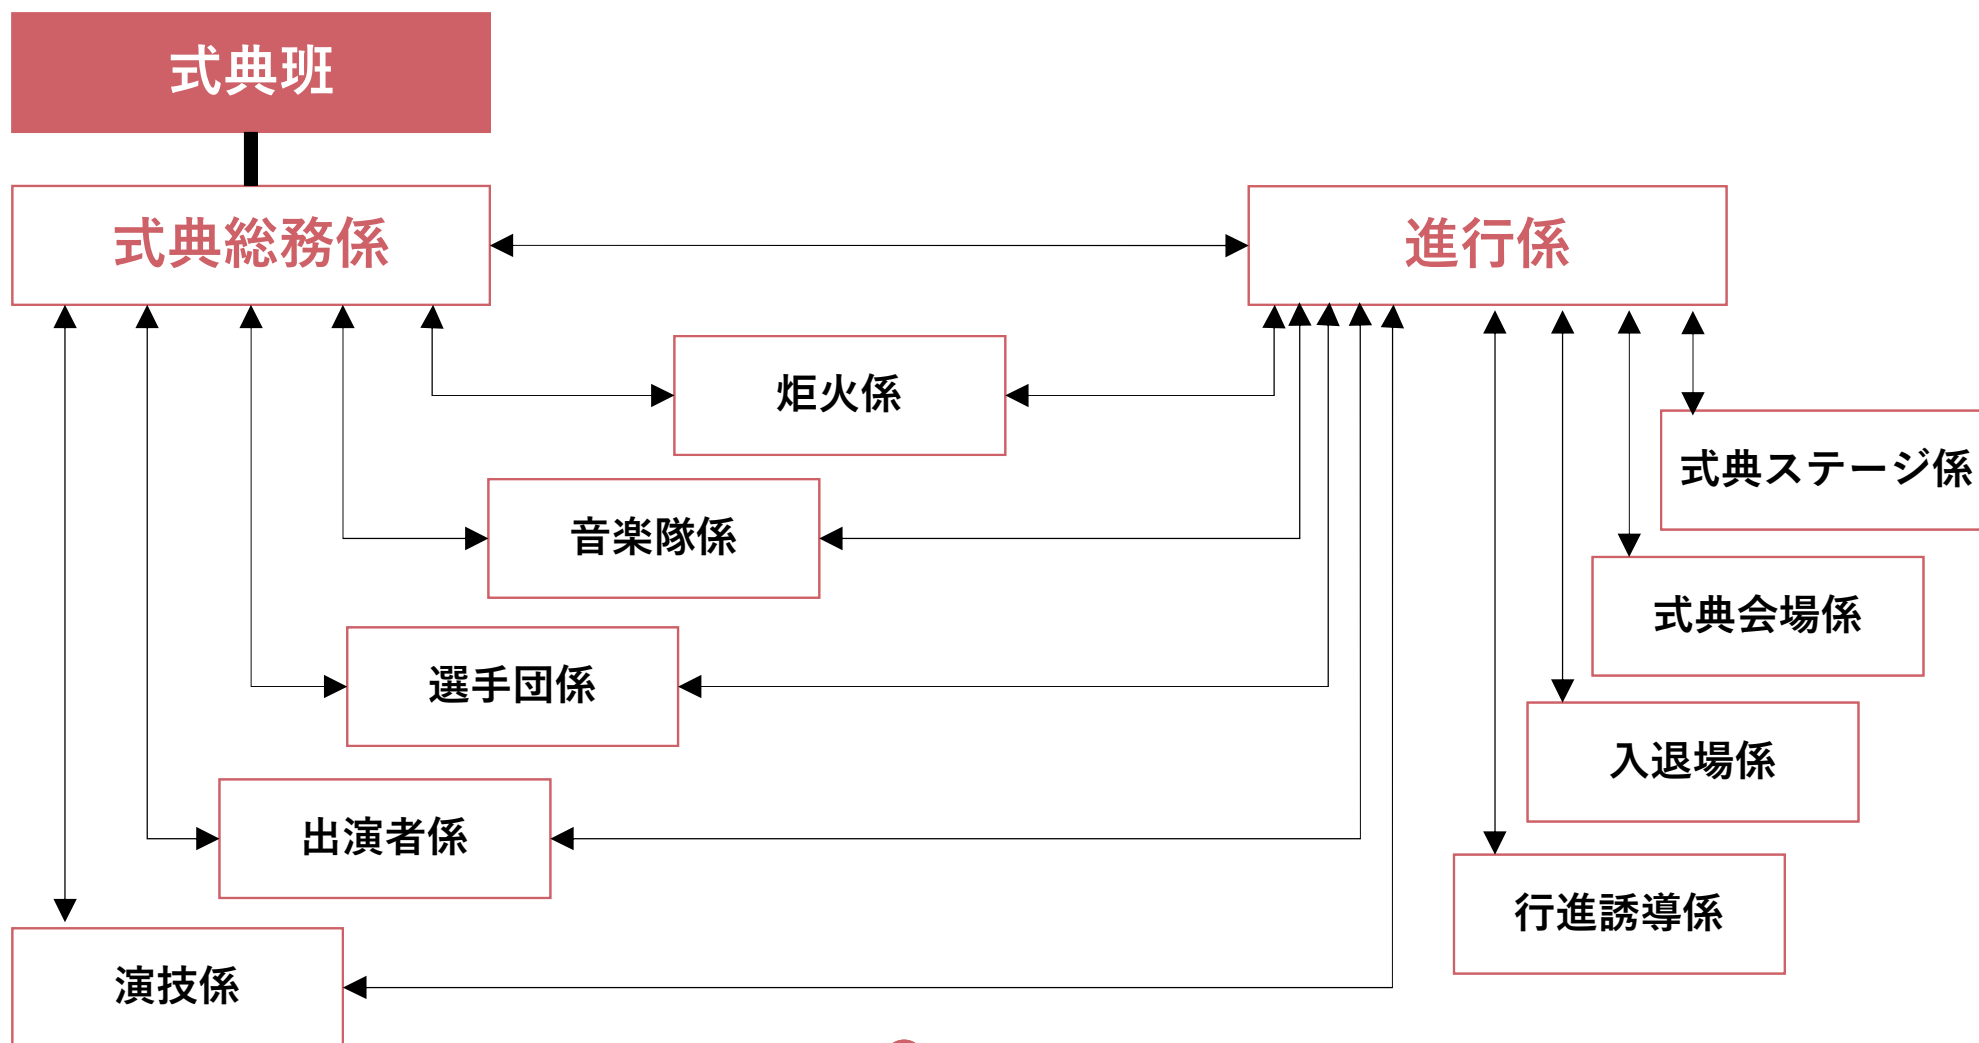 式典班
式典総務係
進行係
炬火係
式典ステージ係
音楽隊係
式典会場係
選手団係
入退場係
出演者係
行進誘導係
演技係